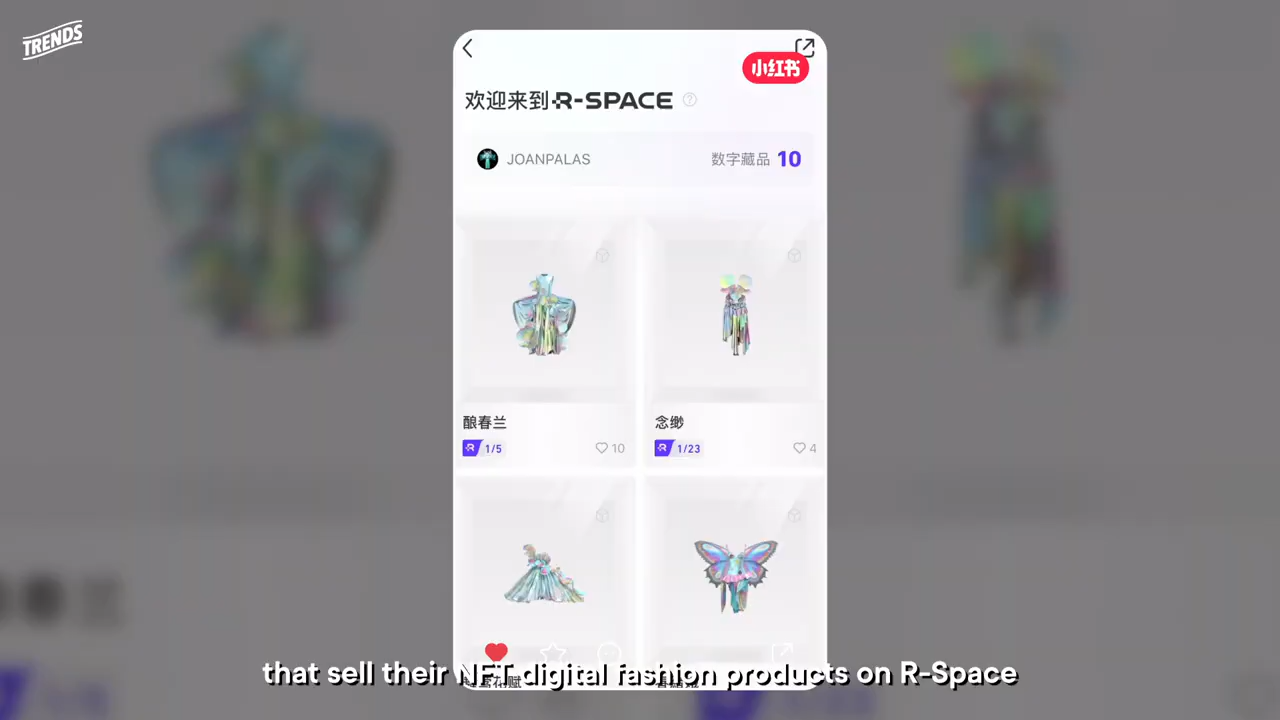 TRENDS
小红书
欢迎来到R-SPACE
JOANPALAS
数字藏品 10
酿春兰
念缈
1/5
10
1/23
4
that sell their NFT digital fashion products on R-Space